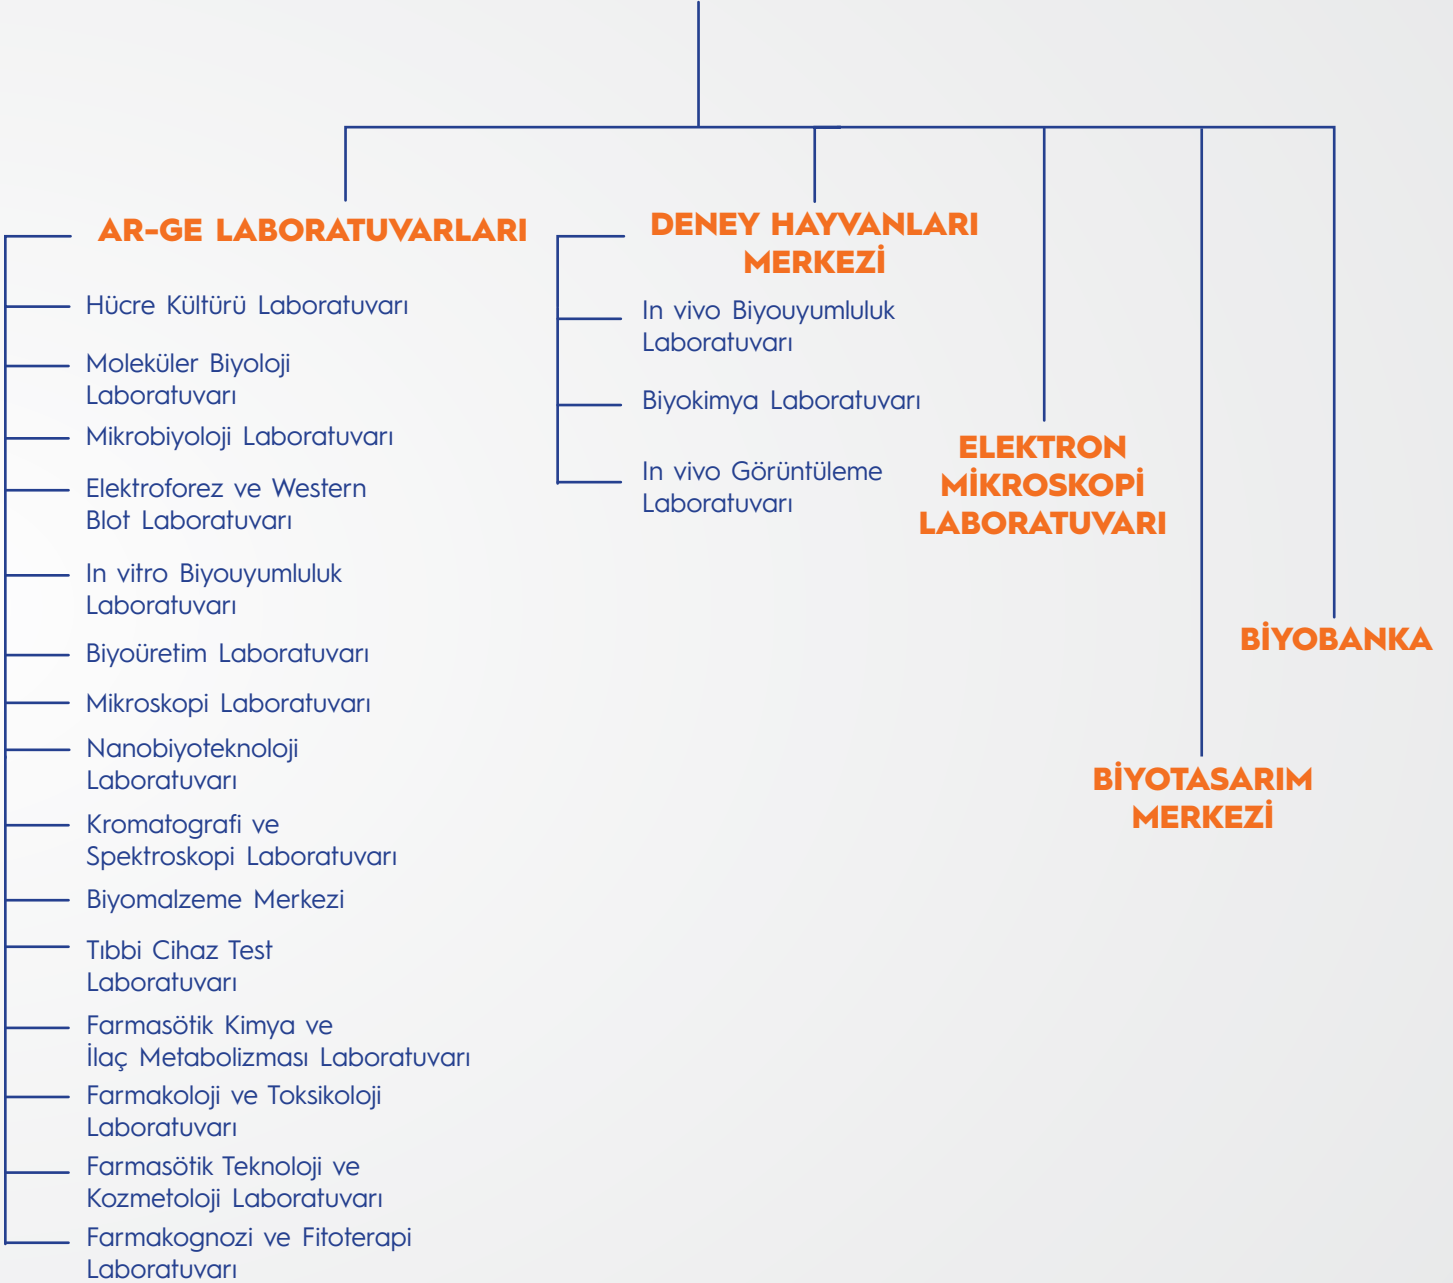 AR-GE LABORATUVARLARI
Hücre Kültürü Laboratuvarı
Moleküler Biyoloji
Laboratuvarı
Mikrobiyoloji Laboratuvarı
Elektroforez ve Western
Blot Laboratuvarı
In vitro Biyouyumluluk
Laboratuvarı
Biyoüretim Laboratuvarı
Mikroskopi Laboratuvarı
Nanobiyoteknoloji
Laboratuvarı
Kromatografi ve
Spektroskopi Laboratuvarı
Biyomalzeme Merkezi
Tıbbi Cihaz Test
Laboratuvarı
Farmasötik Kimya ve
İlaç Metabolizması Laboratuvarı
Farmakoloji ve Toksikoloji
Laboratuvarı
Farmasötik Teknoloji ve
Kozmetoloji Laboratuvarı
Farmakognozi ve Fitoterapi
Laboratuvarı
DENEY HAYVANLARI
MERKEZİ
In vivo Biyouyumluluk
Laboratuvarı
Biyokimya Laboratuvarı
In vivo Görüntüleme
Laboratuvarı
ELEKTRON
MİKROSKOPİ
LABORATUVARI
BİYOTASARIM
MERKEZİ
BİYOBANKA